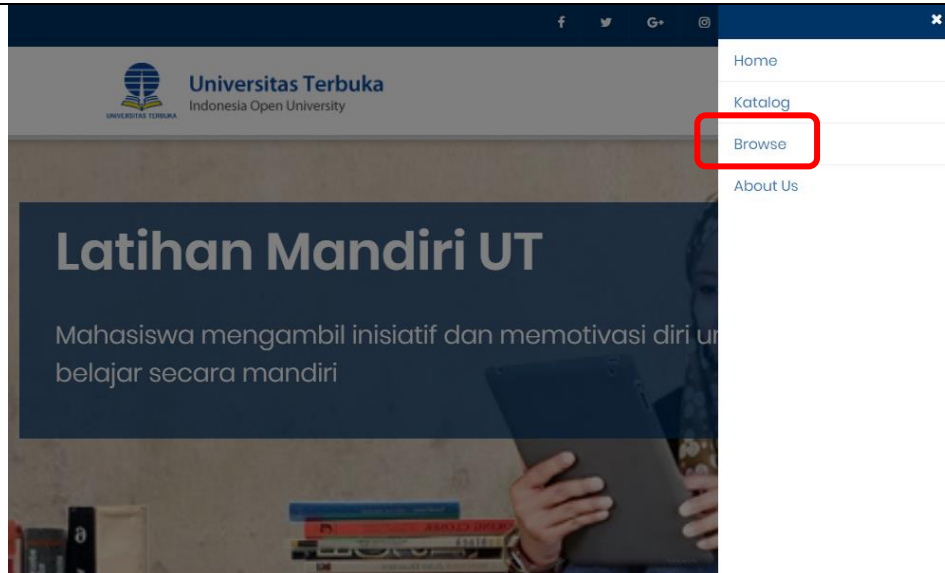 Universitas Terbuka
Indonesia Open University
UNIVERSITAS TERBUKA
Home
Katalog
Browse
About Us
Latihan Mandiri UT
Mahasiswa mengambil inisiatif dan memotivasi diri
belajar secara mandiri